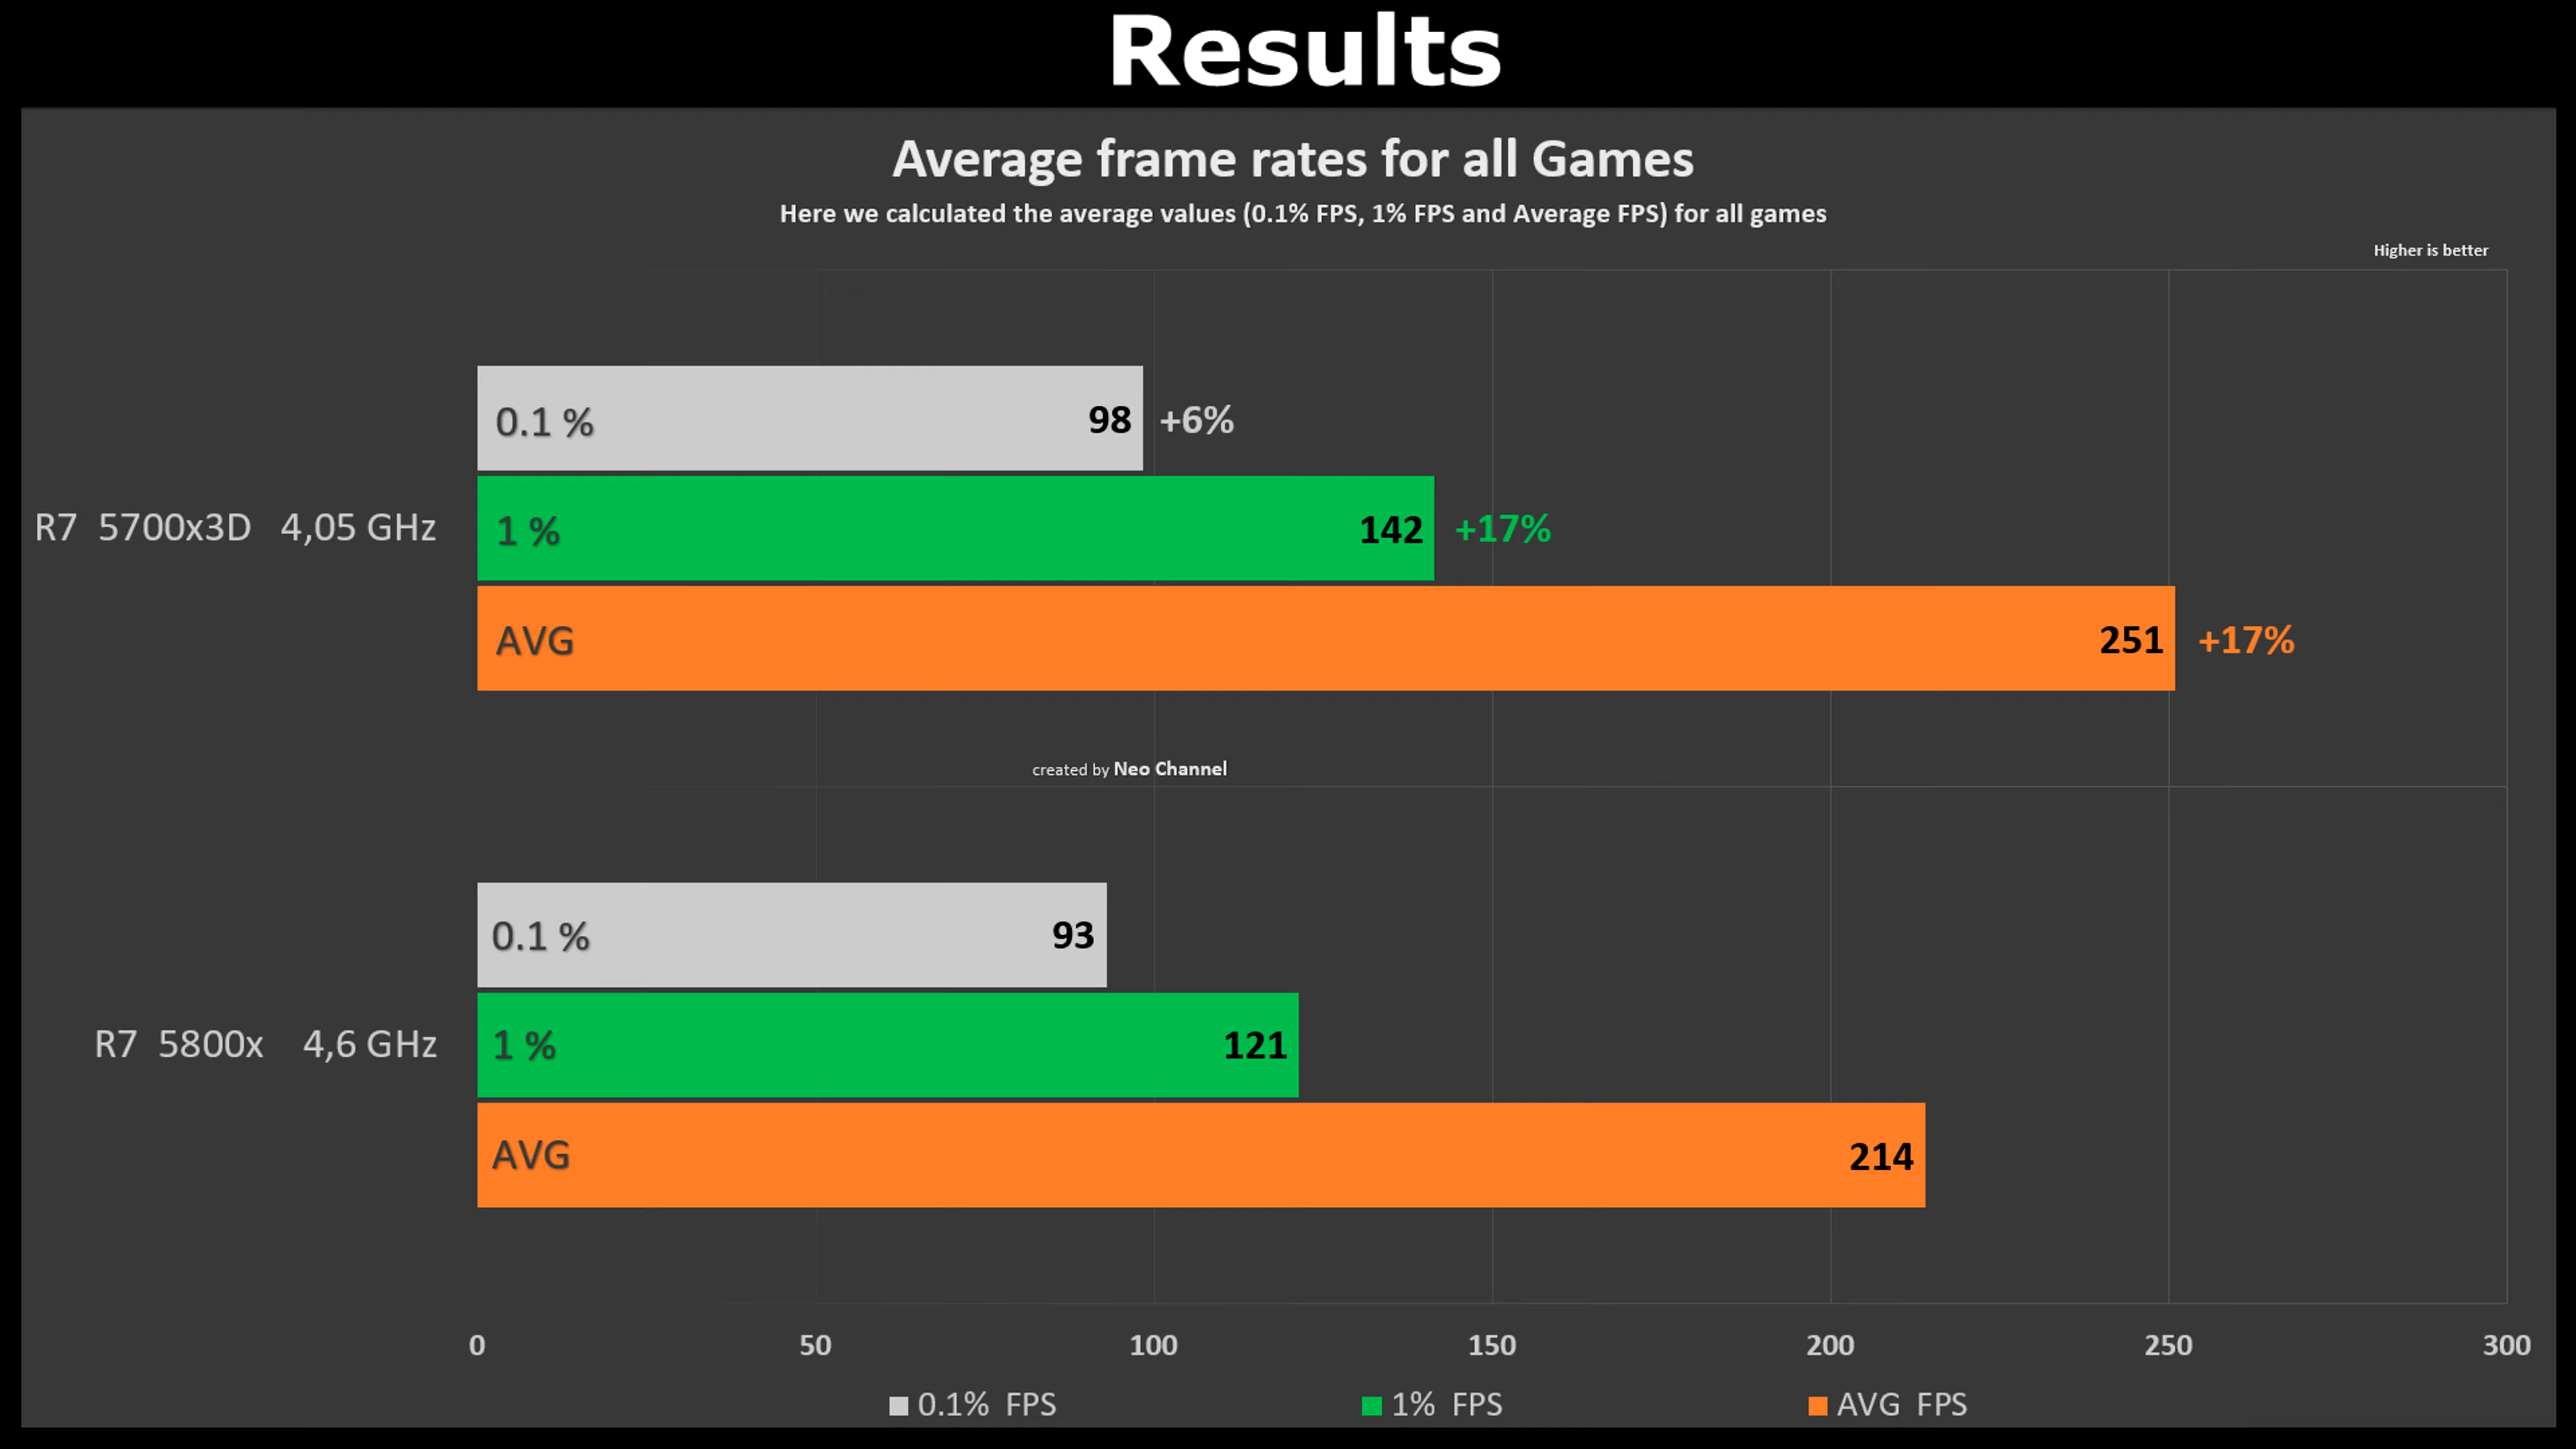 Results
Average frame rates for all Games
Here we calculated the average values (0.1% FPS, 1% FPS and Average FPS) for all games
Higher is better
0.1 % 98 +6%
R7 5700x3D 4,05 GHz 1 % 142 +17%
AVG 251 +17%
created by Neo Channel
0.1 % 93
R7 5800x 4,6 GHz 1 % 121
AVG 214
0 50 100 150 200 250 300
0.1% FPS 1% FPS AVG FPS